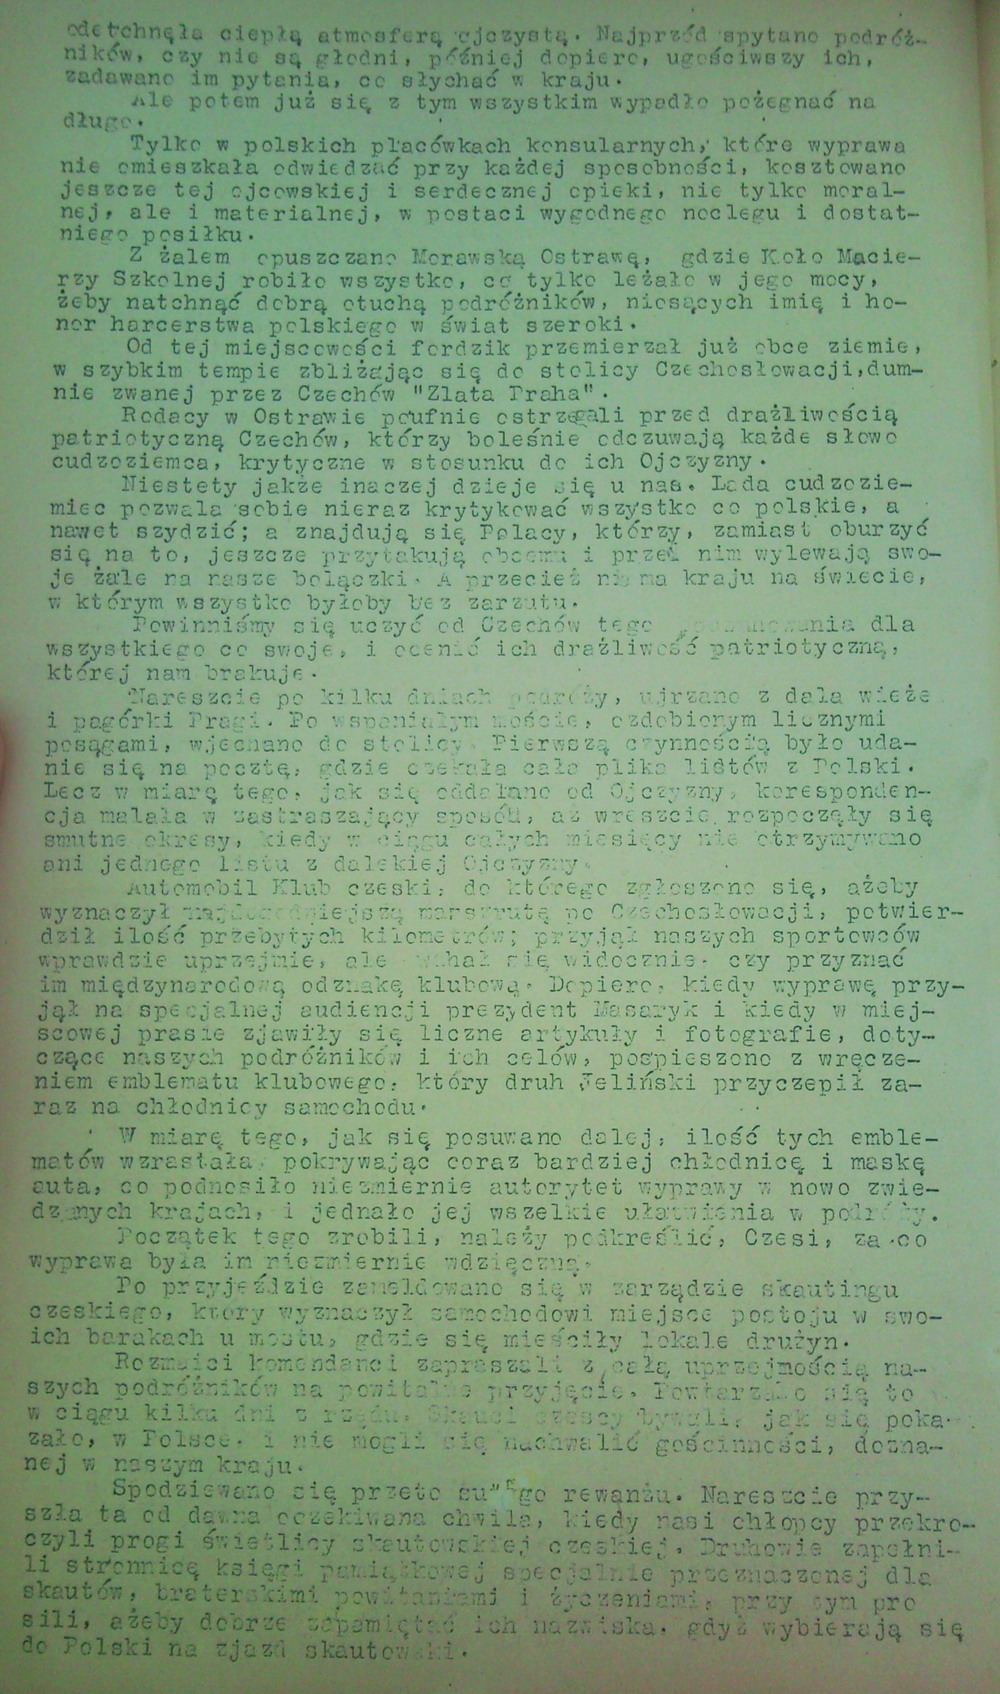 odetchnęła ciepłą atmosferą ojczystą. Najprzód spytano podróż-
ników, czy nie są głodni, później dopiero, ugościwszy ich,
zadawano im pytania, co słychać w kraju.
Ale potem już się z tym wszystkim wypadło pożegnać na
długo.
Tylko w polskich placówkach konsularnych, które wyprawa
nie omieszkała odwiedzać przy każdej sposobności, kosztowano
jeszcze tej ojcowskiej i serdecznej opieki, nie tylko moral-
nej, ale i materialnej, w postaci wygodnego noclegu i dostat-
niego posiłku.
Z żalem opuszczano Morawską Ostrawę, gdzie Koło Macie-
rzy Szkolnej robiło wszystko, co tylko leżało w jego mocy,
żeby natchnąć dobrą otuchą podróżników, niosących imię i ho-
nor harcerstwa polskiego w świat szeroki.
Od tej miejscowości fordzik przemierzał już obce ziemie,
w szybkim tempie zbliżając się do stolicy Czechosłowacji,dum-
nie zwanej przez Czechów "Zlata Praha".
Rodacy w Ostrawie poufnie ostrzegali przed drażliwością
patriotyczną Czechów, którzy boleśnie odczuwają każde słowo
cudzoziemca, krytyczne w stosunku do ich Ojczyzny.
Niestety jakże inaczej dzieje się u nas. Lada cudzozie-
miec pozwala sobie nieraz krytykować wszystko co polskie, a
nawet szydzić; a znajdują się Polacy, którzy, zamiast oburzyć
się na to, jeszcze przytakują obcemu i przed nim wylewają swo-
je żale na nasze bolączki. A przecież nie ma kraju na świecie,
w którym wszystko byłoby bez zarzutu.
Powinniśmy się uczyć od Czechów tego dla
wszystkiego co swoje, i ocenić ich drażliwość patriotyczną,
której nam brakuje.
Nareszcie po kilku dniach podróży, ujrzano z dala wieże
i pagórki Pragi. Po wspaniałym moście, ozdobionym licznymi
posągami, wjechano do stolicy. Pierwszą czynnością było uda-
nie się na pocztę, gdzie czekała cała plika listów z Polski.
Lecz w miarę tego, jak się oddalano od Ojczyzny, koresponden-
cja malała w zastraszający sposób, aż wreszcie rozpoczęły się
smutne okresy, kiedy w ciągu całych miesięcy nie otrzymywano
ani jednego listu z dalekiej Ojczyzny.
Automobil Klub czeski, do którego zgłoszono się, ażeby
wyznaczył najdogodniejszą marszrutę po Czechosłowacji, potwier-
dził ilość przebytych kilometrów; przyjął naszych sportowców
wprawdzie uprzejmie, ale wahał się widocznie, czy przyznać
im międzynarodową odznakę klubową. Dopiero, kiedy wyprawę przy-
jął na specjalnej audiencji prezydent Masaryk i kiedy w miej-
scowej prasie zjawiły się liczne artykuły i fotografie, doty-
czące naszych podróżników i ich celów, pospieszono z wręcze-
niem emblematu klubowego, który druh Jeliński przyczepił za-
raz na chłodnicy samochodu.
W miarę tego, jak się posuwano dalej, ilość tych emble-
matów wzrastała, pokrywając coraz bardziej chłodnicę i maskę
auta, co podnosiło niezmiernie autorytet wyprawy w nowo zwie-
dzanych krajach, i jednało jej wszelkie ułatwienia w podróży.
Początek tego zrobili, należy podkreślić, Czesi, za co
wyprawa była im niezmiernie wdzięczna.
Po przyjeździe zameldowano się w zarządzie skautingu
czeskiego, który wyznaczył samochodowi miejsce postoju w swo-
ich barakach u mostu, gdzie się mieściły lokale drużyn.
Rozmaici komendanci zapraszali z całą uprzejmością na-
szych podróżników na powitalne przyjęcie. Powtarzało się to
w ciągu kilku dni z rzędu. Skauci czescy bywali, jak się poka-
zało, w Polsce. i nie mogli się nachwalić gościnności, dozna-
nej w naszym kraju.
Spodziewano się przeto rewanżu. Nareszcie przy-
szła ta od dawna oczekiwana chwila, kiedy nasi chłopcy przekro-
czyli progi świetlicy skautowskiej czeskiej. Druhowie zapełni-
li stronnicę księgi pamiątkowej specjalnie przeznaczonej dla
skautów, braterskimi powitaniami i życzeniami, przy tym pro
sili, ażeby dobrze zapamiętać ich nazwiska, gdyż wybierają się
do Polski na zjazd skautowski.